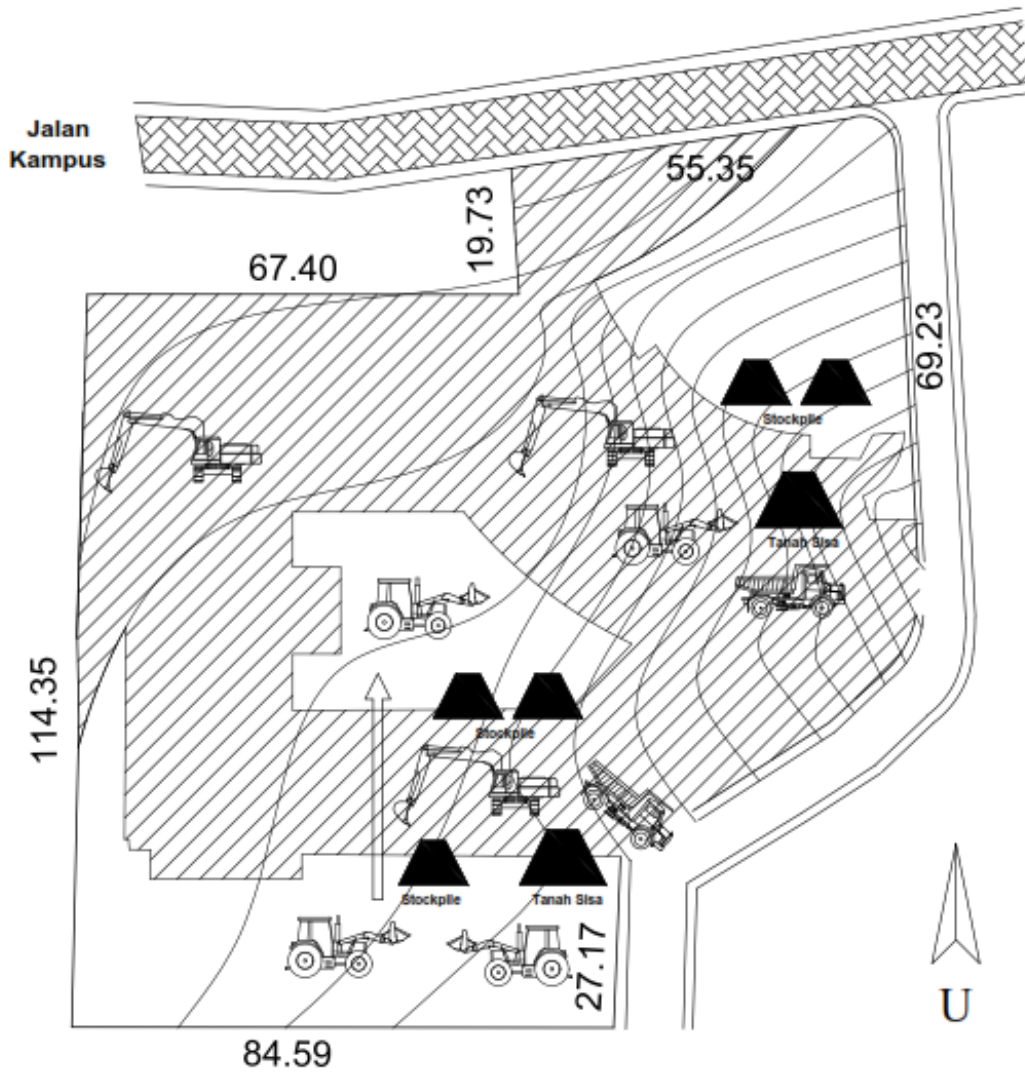 Jalan
Kampus
55.35
19.73
67.40
69.23
Stockpile
Tanah Sisa
114.35
Stockpile
Stockpile
Tanah Sisa
27.17
U
84.59